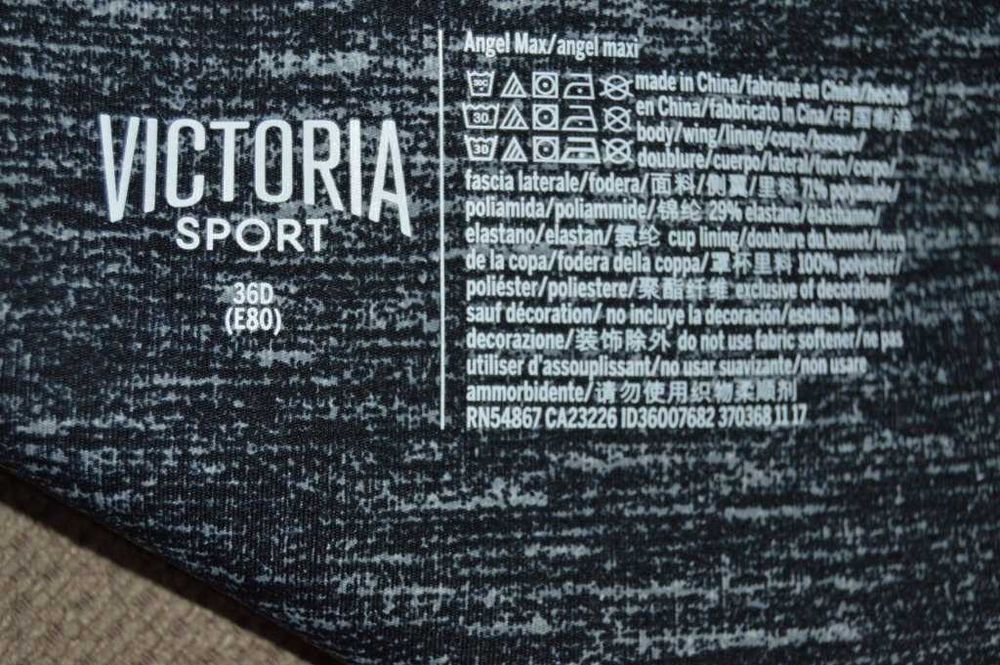 VICTORIA
SPORT
36D
(E80)
Angel Max/angel maxi
30C made in China/fabriqué en Chine/hecho
30 en China/fabbricato in Cina/中国制造
30 body/wing/lining/corps/basque/
doublure/cuerpo/lateral/forro/corpo/
fascia laterale/fodera/面料/侧翼/里料 71% polyamide/
poliamida/poliammide/锦纶 29% elastane/élasthanne/
elastano/elastan/氨纶 cup lining/doublure du bonnet/forro
de la copa/fodera della coppa/罩杯里料 100% polyester/
poliéster/poliestere/聚酯纤维 exclusive of decoration/
sauf décoration/ no incluye la decoración/esclusa la
decorazione/装饰除外 do not use fabric softener/ne pas
utiliser d'assouplissant/no usar suavizante/non usare
ammorbidente/请勿使用织物柔顺剂
RN54867 CA23226 ID36007682 370368 11 17